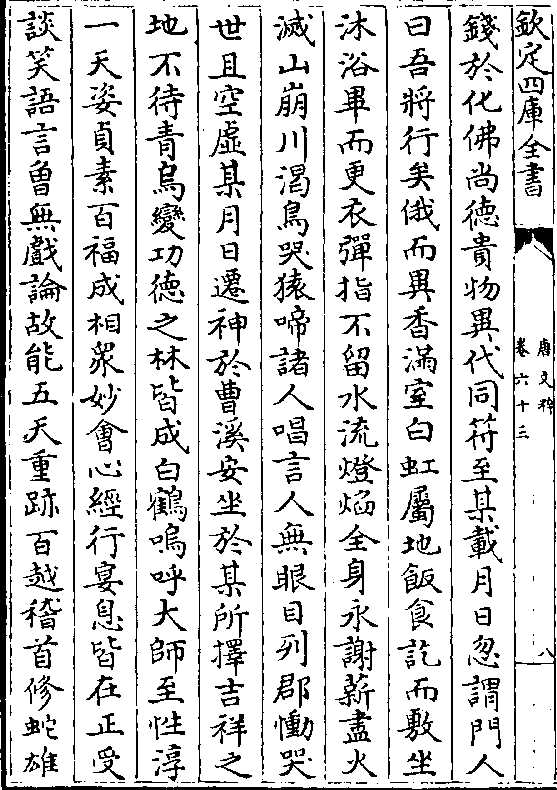 欽定四庫全書
唐文粹
卷六十三
八
錢於化佛尚德貴物異代同符至某載月日忽謂門人
曰吾將行矣俄而異香滿室白虹屬地飯食訖而敷坐
沐浴畢而更衣彈指不留水流燈焰全身永謝薪盡火
滅山崩川渴鳥哭猿啼諸人唱言人無眼目列郡慟哭
世且空虛某月日遷神於曹溪安坐於某所擇吉祥之
地不待青烏變功德之林皆成白鶴嗚呼大師至性淳
一天姿貞素百福成相衆妙會心經行宴息皆在正受
談笑語言曾無戲論故能五天重跡百越稽首修蛇雄